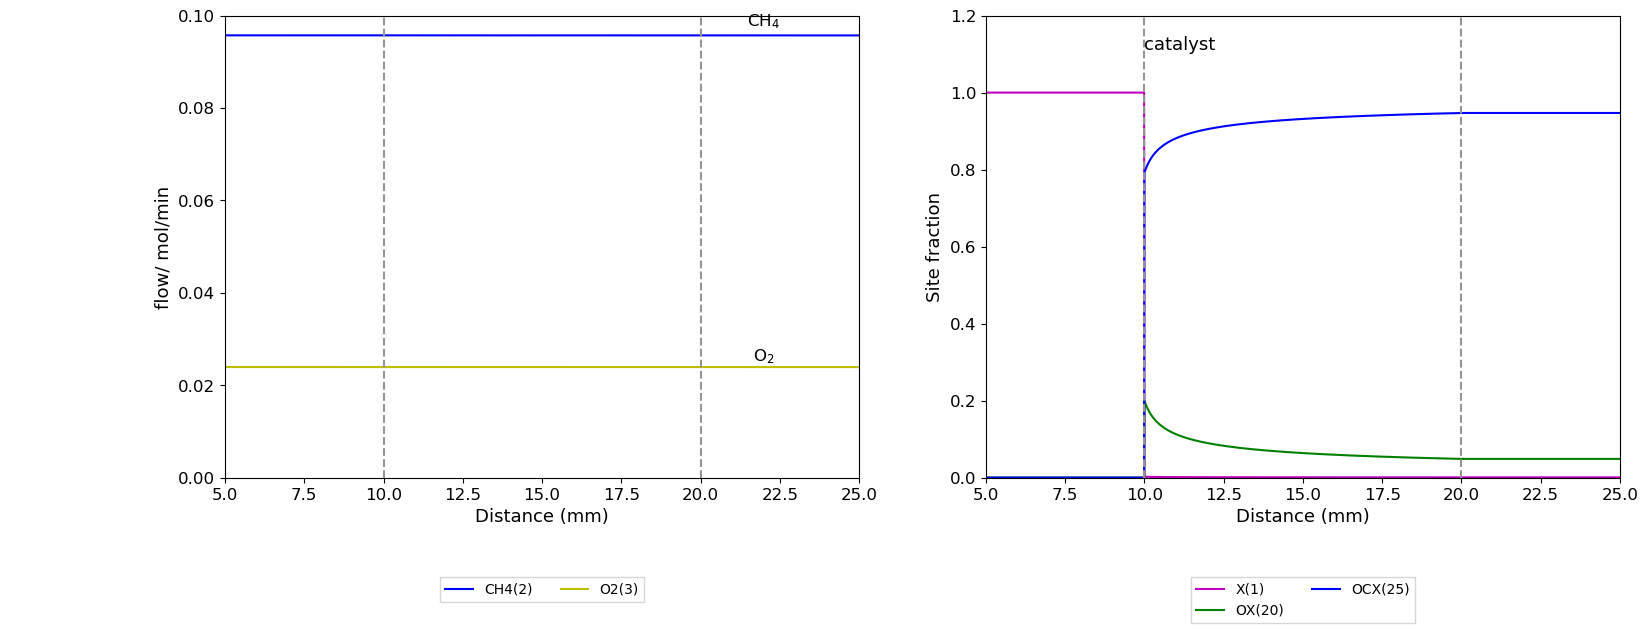 0.10
0.08
0.06
0.04
0.02
0.00
flow/ mol/min
CH₄
O₂
5.0 7.5 10.0 12.5 15.0 17.5 20.0 22.5 25.0
Distance (mm)
CH4(2) O2(3)
1.2
1.0
0.8
0.6
0.4
0.2
0.0
Site fraction
catalyst
5.0 7.5 10.0 12.5 15.0 17.5 20.0 22.5 25.0
Distance (mm)
X(1) OCX(25)
OX(20)